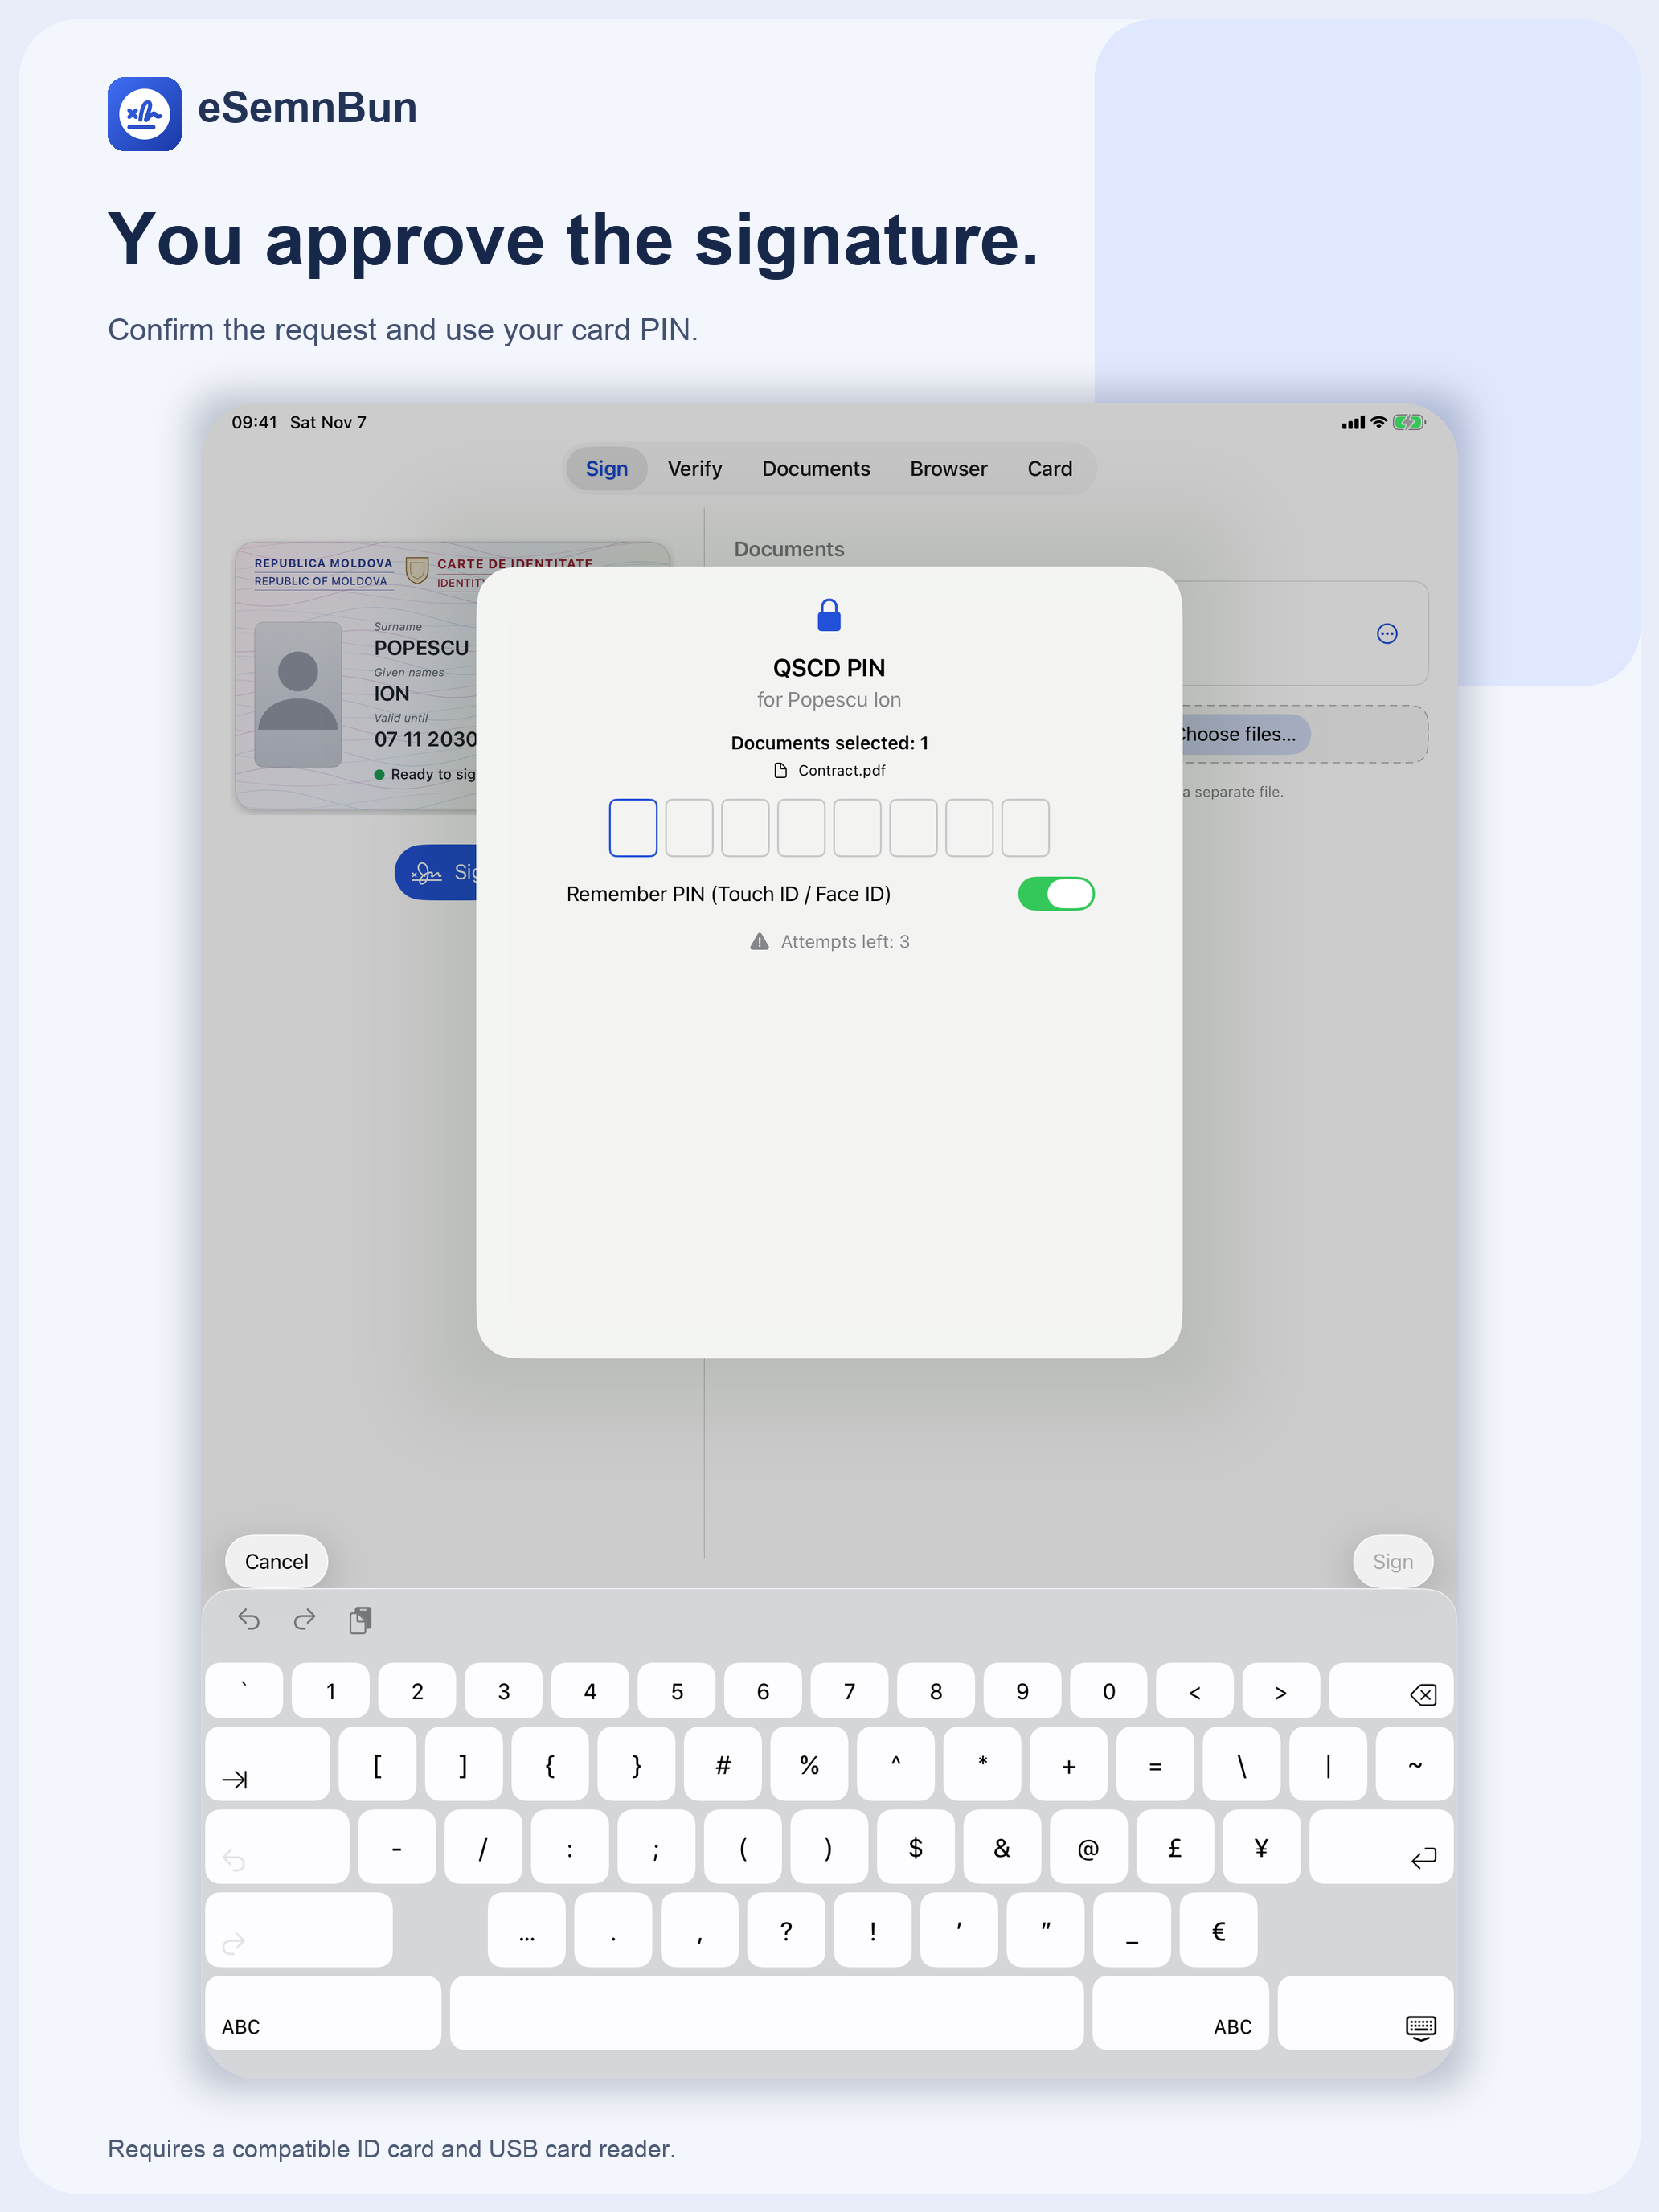 eSemnBun
You approve the signature.
Confirm the request and use your card PIN.
09:41 Sat Nov 7
Sign Verify Documents Browser Card
REPUBLICA MOLDOVA
REPUBLIC OF MOLDOVA
CARTE DE IDENTITATE
Surname
POPESCU
Given names
ION
Valid until
07 11 2030
Ready to
Documents
files...
a separate file.
QSCD PIN
for Popescu Ion
Documents selected: 1
Contract.pdf
Remember PIN (Touch ID / Face ID)
Attempts left: 3
Cancel
Sign
` 1 2 3 4 5 6 7 8 9 0 < >
[ ] { } # % ^ * + = \ | ~
- / : ; ( ) $ & @ £ ¥
... . , ? ! ' " _ €
ABC ABC
Requires a compatible ID card and USB card reader.